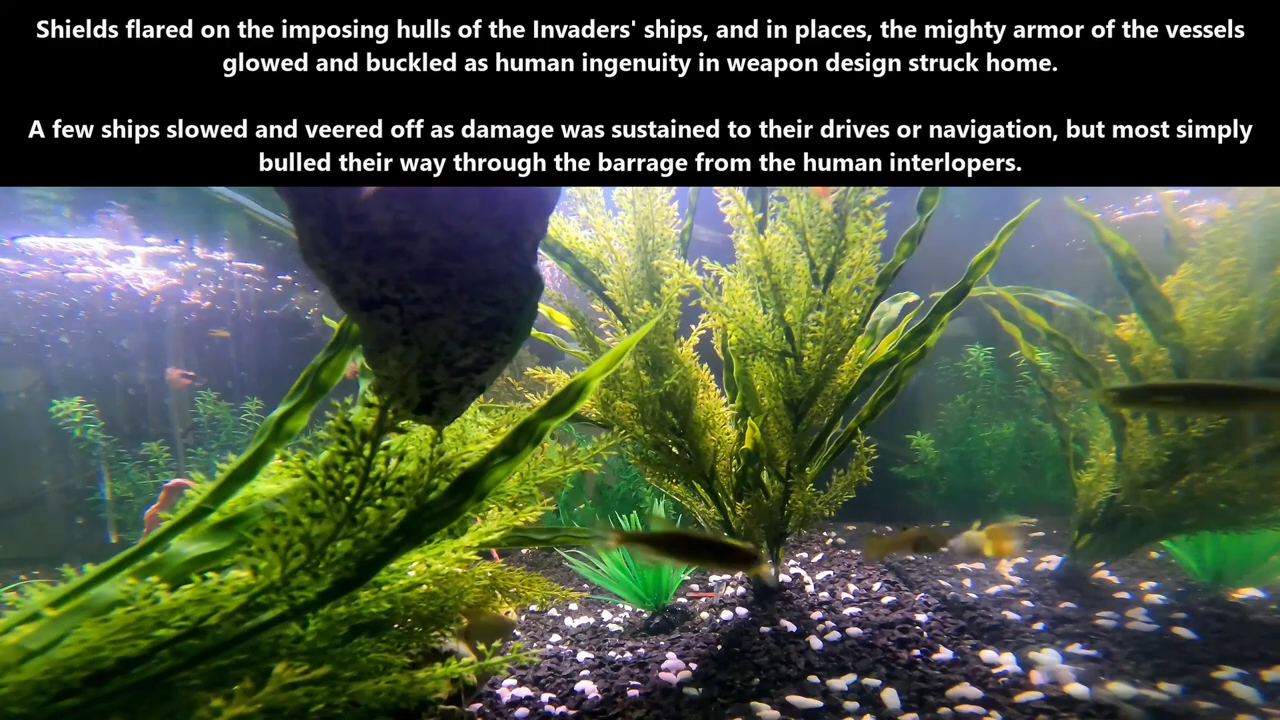 Shields flared on the imposing hulls of the Invaders' ships, and in places, the mighty armor of the vessels
glowed and buckled as human ingenuity in weapon design struck home.
A few ships slowed and veered off as damage was sustained to their drives or navigation, but most simply
bulled their way through the barrage from the human interlopers.